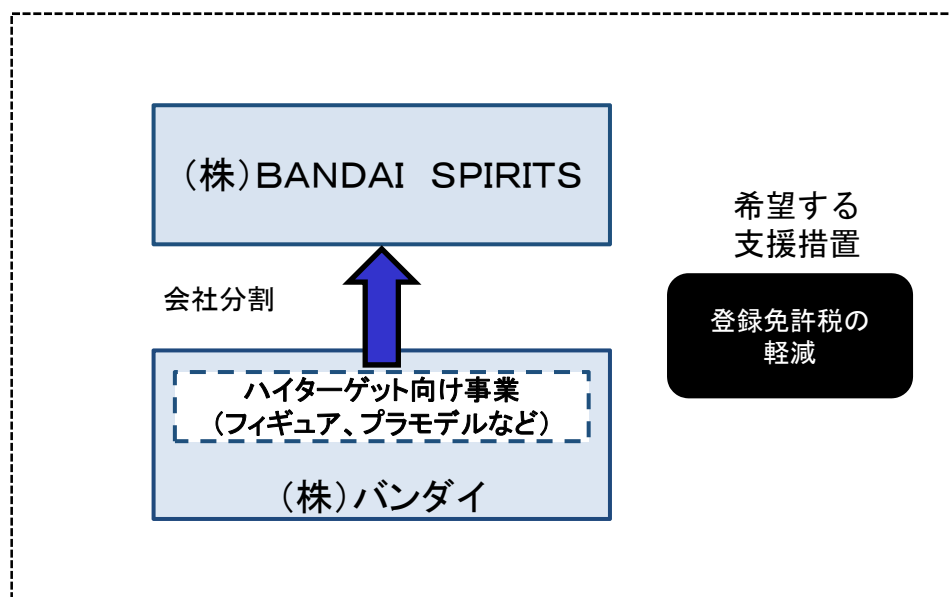 （株）ＢＡＮＤＡＩ　ＳＰＩＲＩＴＳ
希望する
支援措置
会社分割
登録免許税の
軽減
ハイターゲット向け事業
（フィギュア、プラモデルなど）
（株）バンダイ